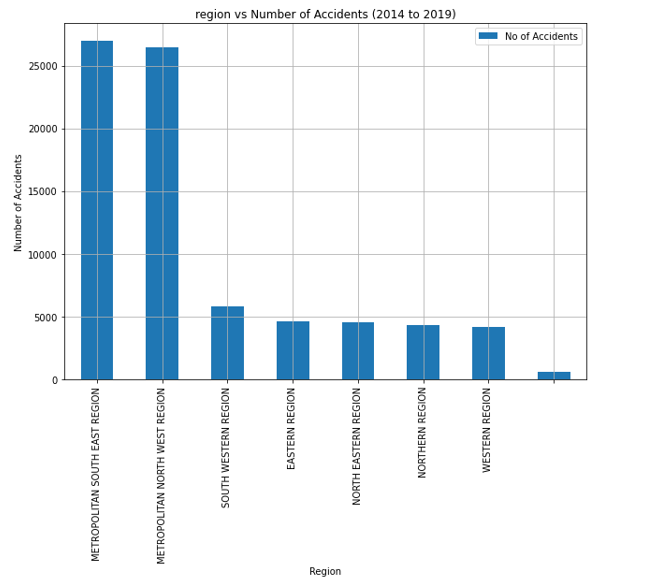 region vs Number of Accidents (2014 to 2019)
No of Accidents
25000
20000
15000
10000
5000
0
Number of Accidents
METROPOLITAN SOUTH EAST REGION
METROPOLITAN NORTH WEST REGION
SOUTH WESTERN REGION
EASTERN REGION
NORTH EASTERN REGION
NORTHERN REGION
WESTERN REGION
Region